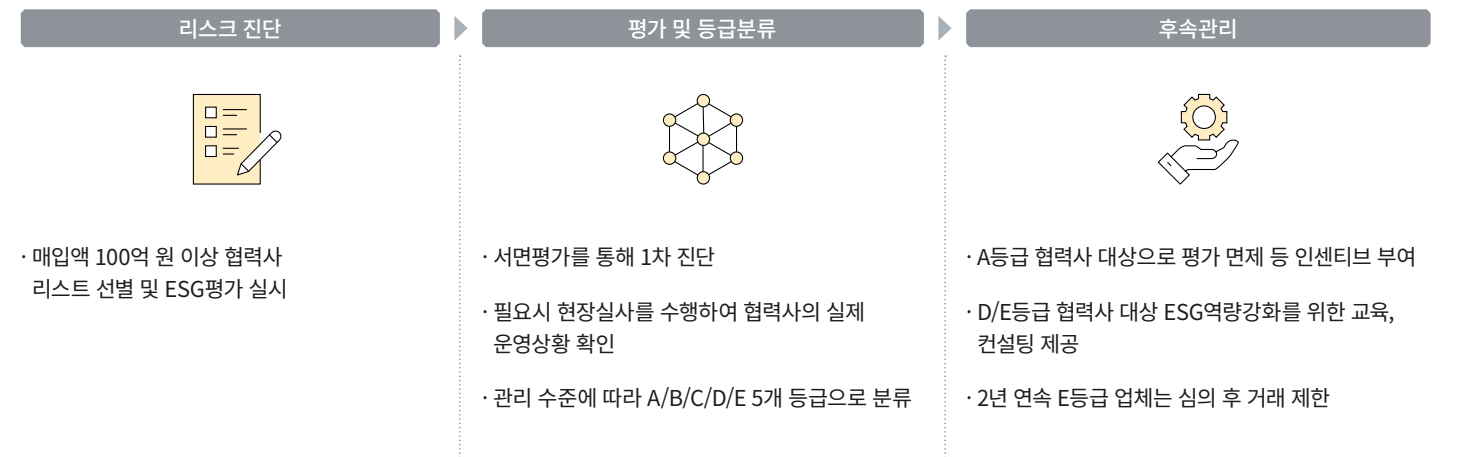 리스크 진단
평가 및 등급분류
후속관리
· 매입액 100억 원 이상 협력사
리스트 선별 및 ESG평가 실시
· 서면평가를 통해 1차 진단
· 필요시 현장실사를 수행하여 협력사의 실제
운영상황 확인
· 관리 수준에 따라 A/B/C/D/E 5개 등급으로 분류
· A등급 협력사 대상으로 평가 면제 등 인센티브 부여
· D/E등급 협력사 대상 ESG역량강화를 위한 교육,
컨설팅 제공
· 2년 연속 E등급 업체는 심의 후 거래 제한